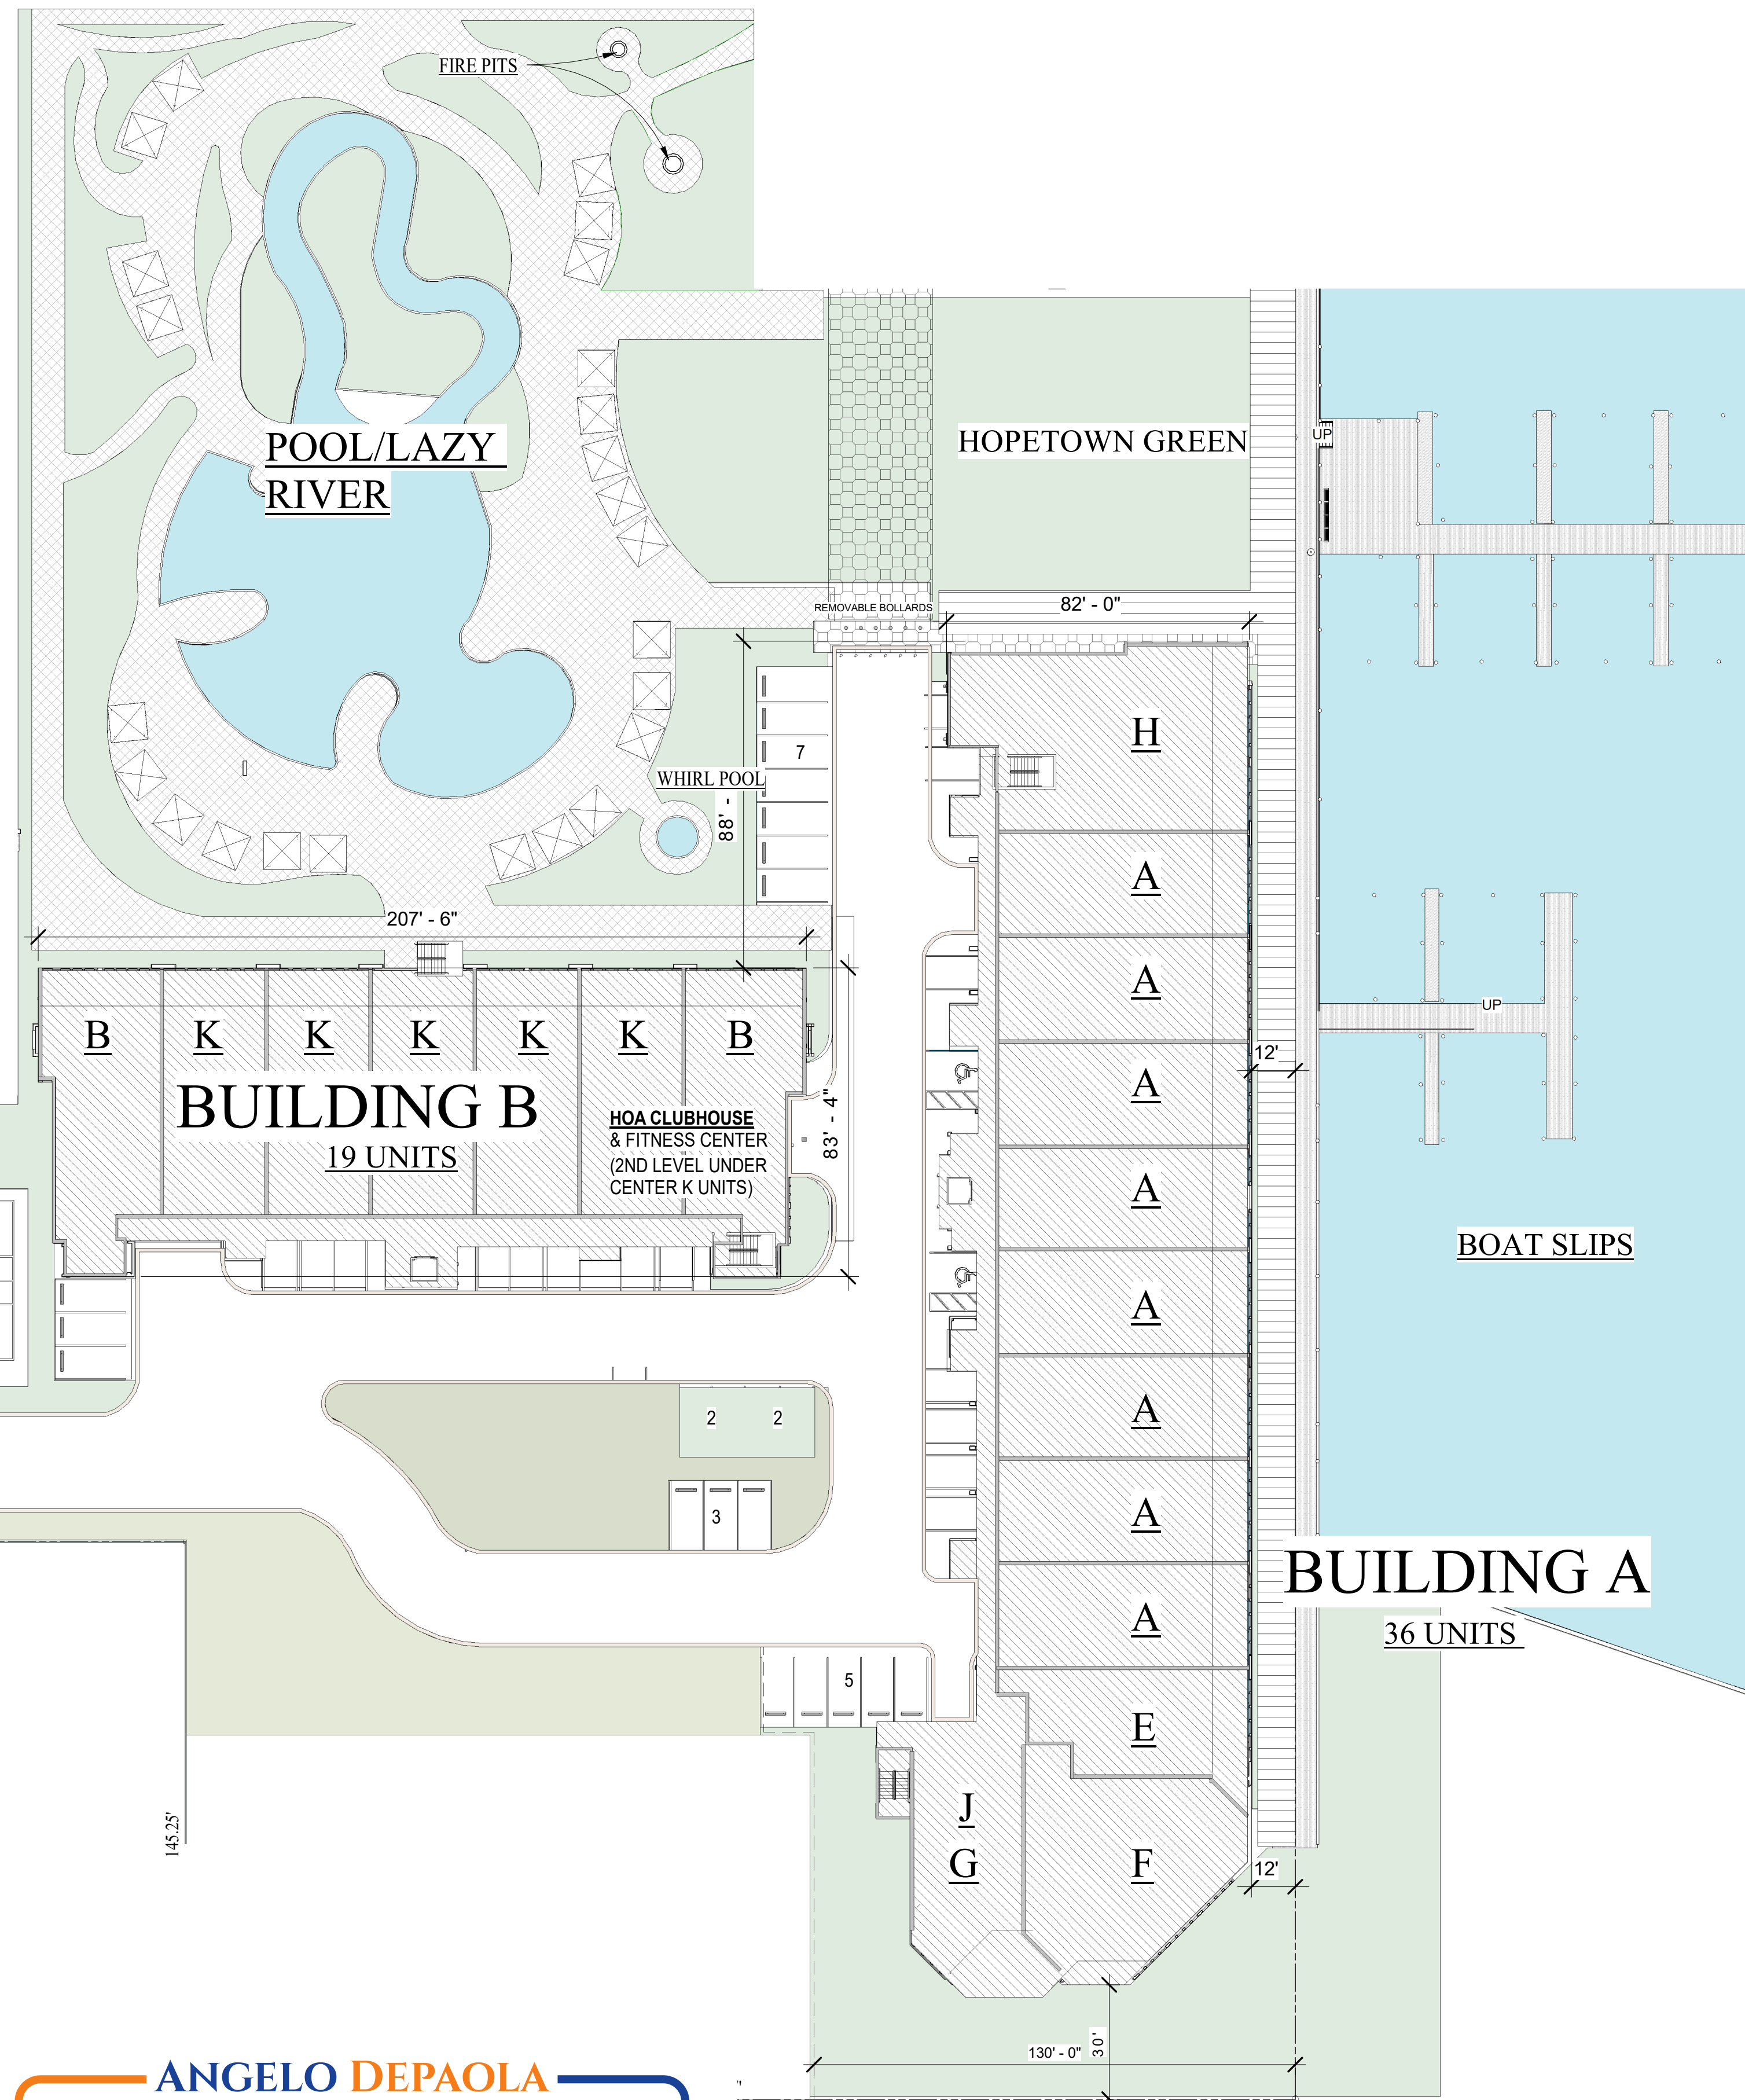 FIRE PITS
POOL/LAZY
RIVER
HOPETOWN GREEN
UP
REMOVABLE BOLLARDS
82' - 0"
H
7
WHIRL POOL
88' -
A
207' - 6"
A
UP
B
K
K
K
K
K
B
12'
BUILDING B
19 UNITS
HOA CLUBHOUSE
& FITNESS CENTER
(2ND LEVEL UNDER
CENTER K UNITS)
83' - 4"
A
A
BOAT SLIPS
A
A
2
2
3
A
BUILDING A
36 UNITS
A
5
E
145.25'
J
G
F
12'
130' - 0"
30'
ANGELO DEPAOLA